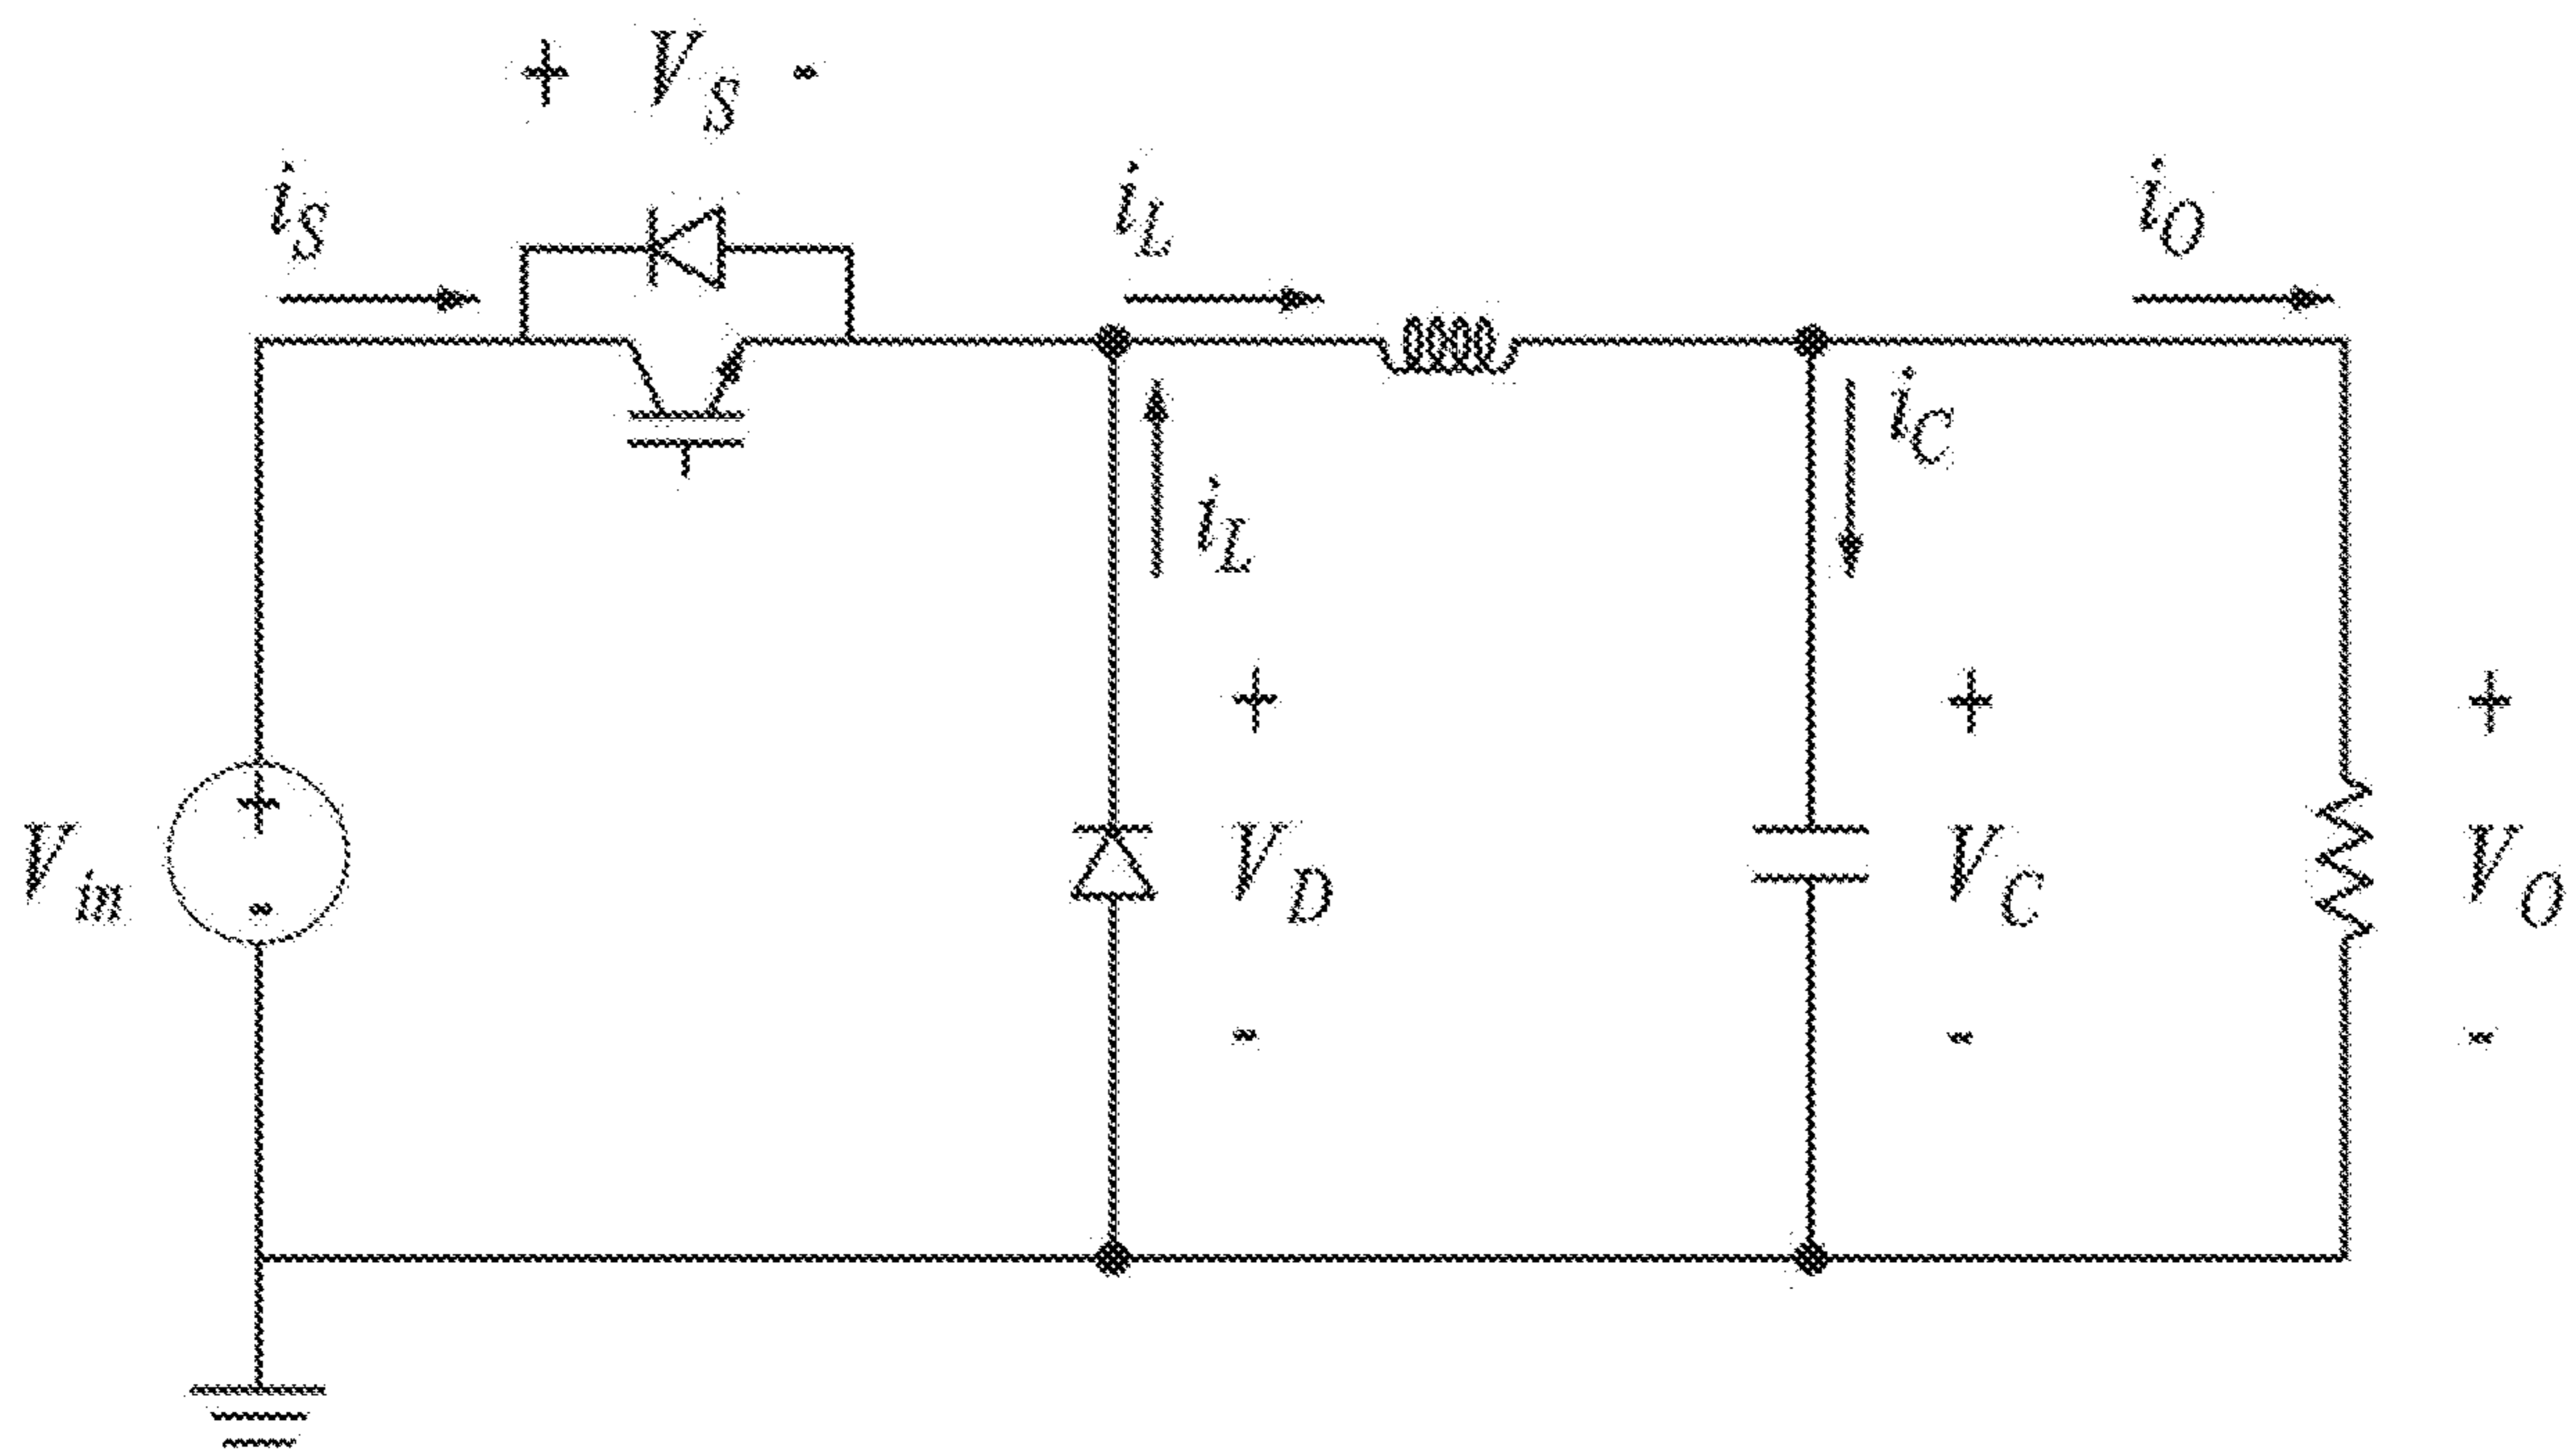 + V_S -
i_S
i_L
i_O
i_C
i_L
+
+
+
+
V_in
V_D
V_C
V_O
-
-
-
-